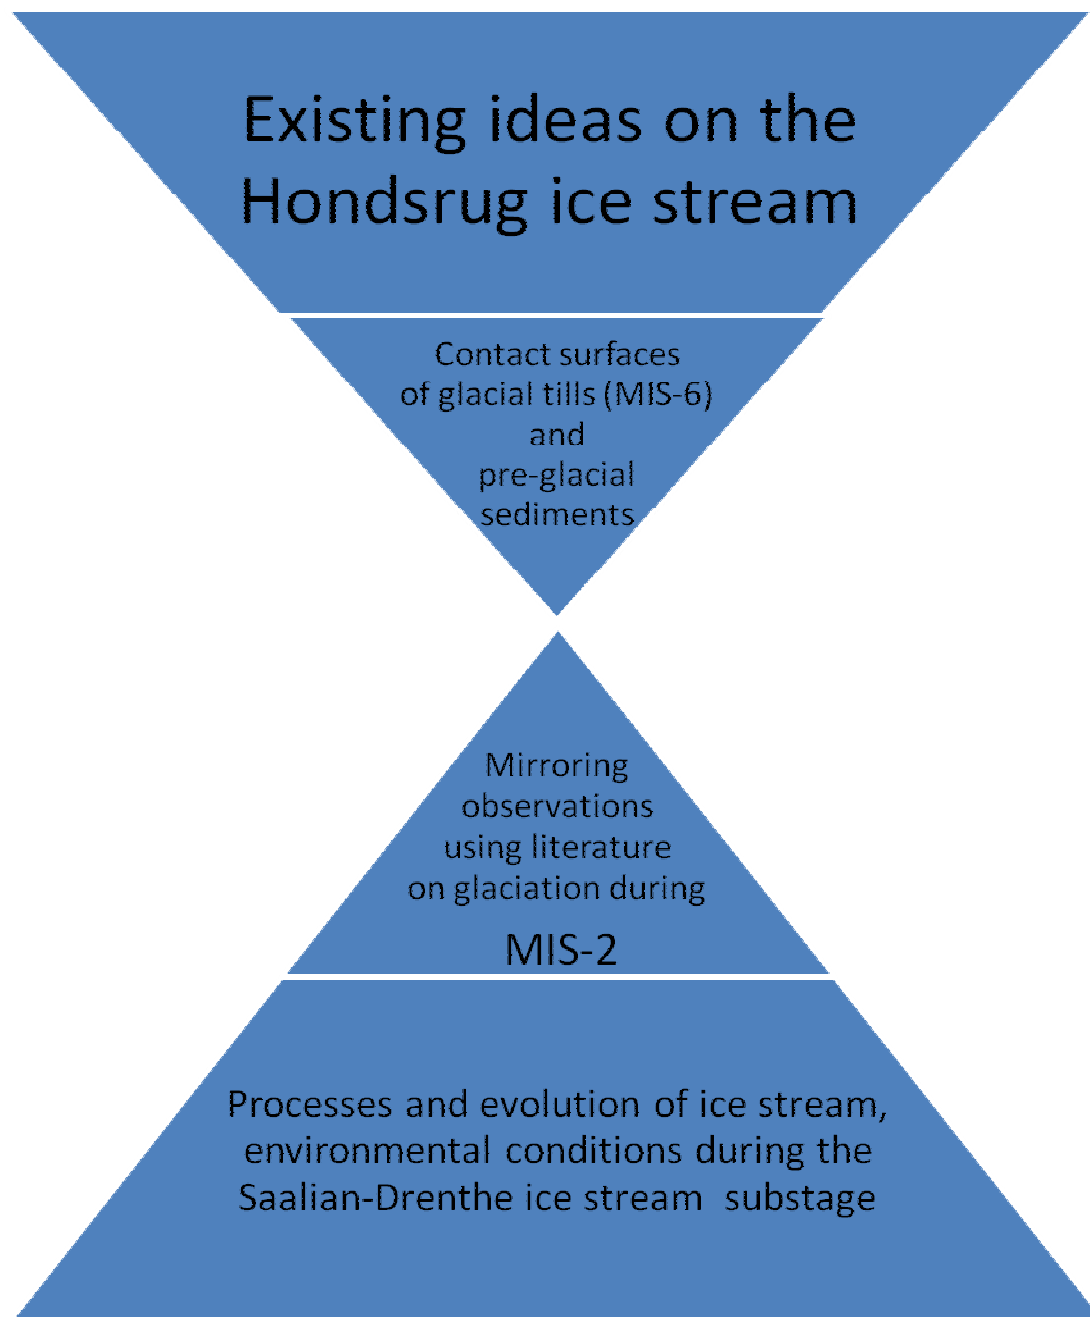 Existing ideas on the
Hondsrug ice stream
Contact surfaces
of glacial tills (MIS-6)
and
pre-glacial
sediments
Mirroring
observations
using literature
on glaciation during
MIS-2
Processes and evolution of ice stream,
environmental conditions during the
Saalian-Drenthe ice stream  substage